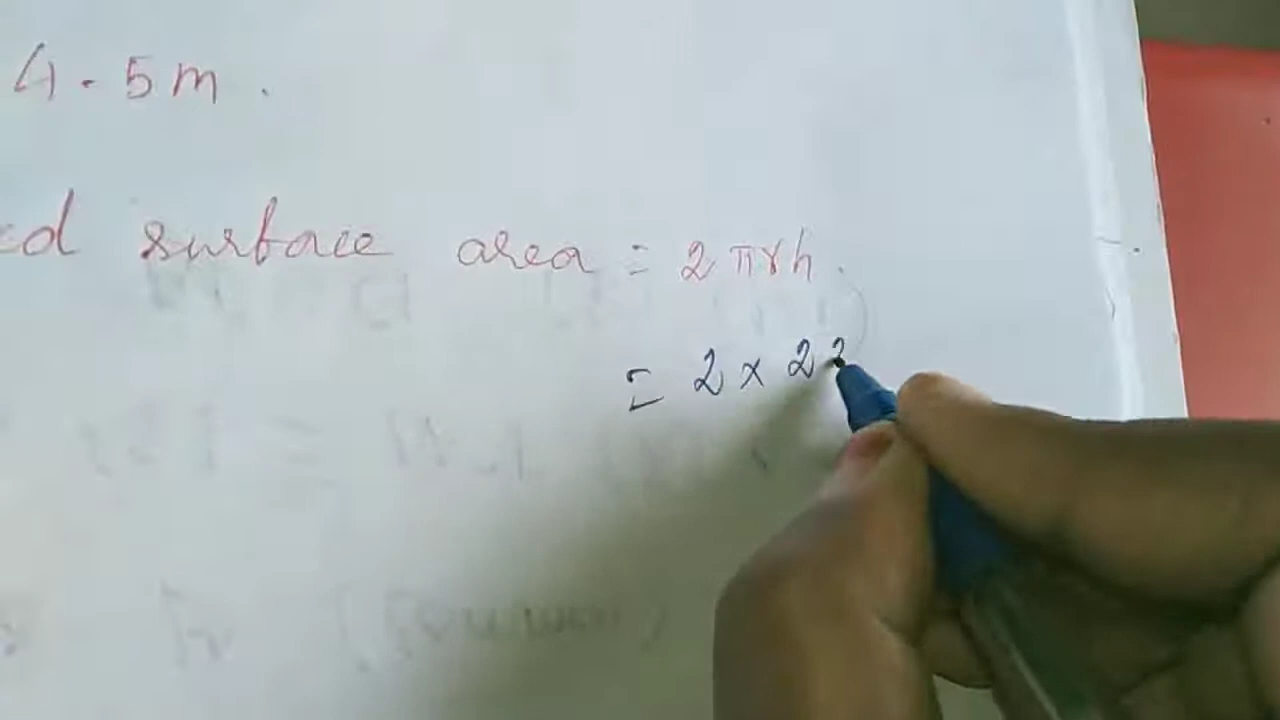 4.5m.
ed surface area = 2πrh.
= 2 × 22